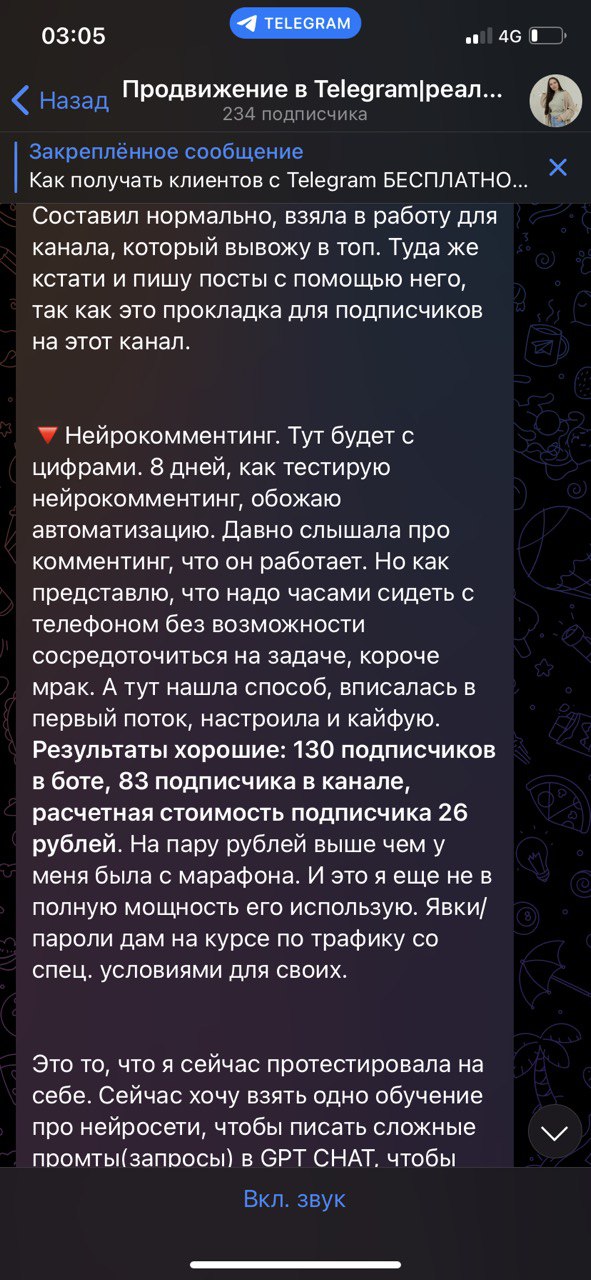 03:05
TELEGRAM
4G
Назад
Продвижение в Telegram|реал...
234 подписчика
Закреплённое сообщение
Как получать клиентов с Telegram БЕСПЛАТНО...
Составил нормально, взяла в работу для
канала, который вывожу в топ. Туда же
кстати и пишу посты с помощью него,
так как это прокладка для подписчиков
на этот канал.
🔻Нейрокомментинг. Тут будет с
цифрами. 8 дней, как тестирую
нейрокомментинг, обожаю
автоматизацию. Давно слышала про
комментинг, что он работает. Но как
представлю, что надо часами сидеть с
телефоном без возможности
сосредоточиться на задаче, короче
мрак. А тут нашла способ, вписалась в
первый поток, настроила и кайфую.
Результаты хорошие: 130 подписчиков
в боте, 83 подписчика в канале,
расчетная стоимость подписчика 26
рублей. На пару рублей выше чем у
меня была с марафона. И это я еще не в
полную мощность его использую. Явки/
пароли дам на курсе по трафику со
спец. условиями для своих.
Это то, что я сейчас протестировала на
себе. Сейчас хочу взять одно обучение
про нейросети, чтобы писать сложные
промты(запросы) в GPT CHAT, чтобы
Вкл. звук